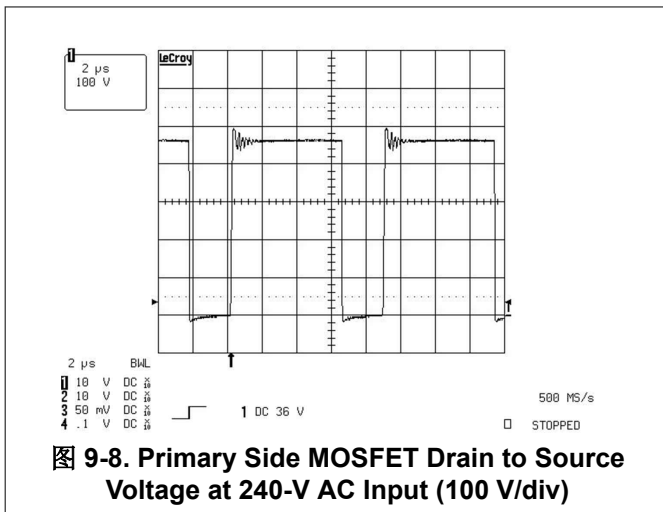 1
2 µs
100 V
LeCroy
2 µs BWL
1 10 V DC
2 10 V DC
3 50 mV DC
4 .1 V DC
1 DC 36 V
500 MS/s
STOPPED
图 9-8. Primary Side MOSFET Drain to Source
Voltage at 240-V AC Input (100 V/div)